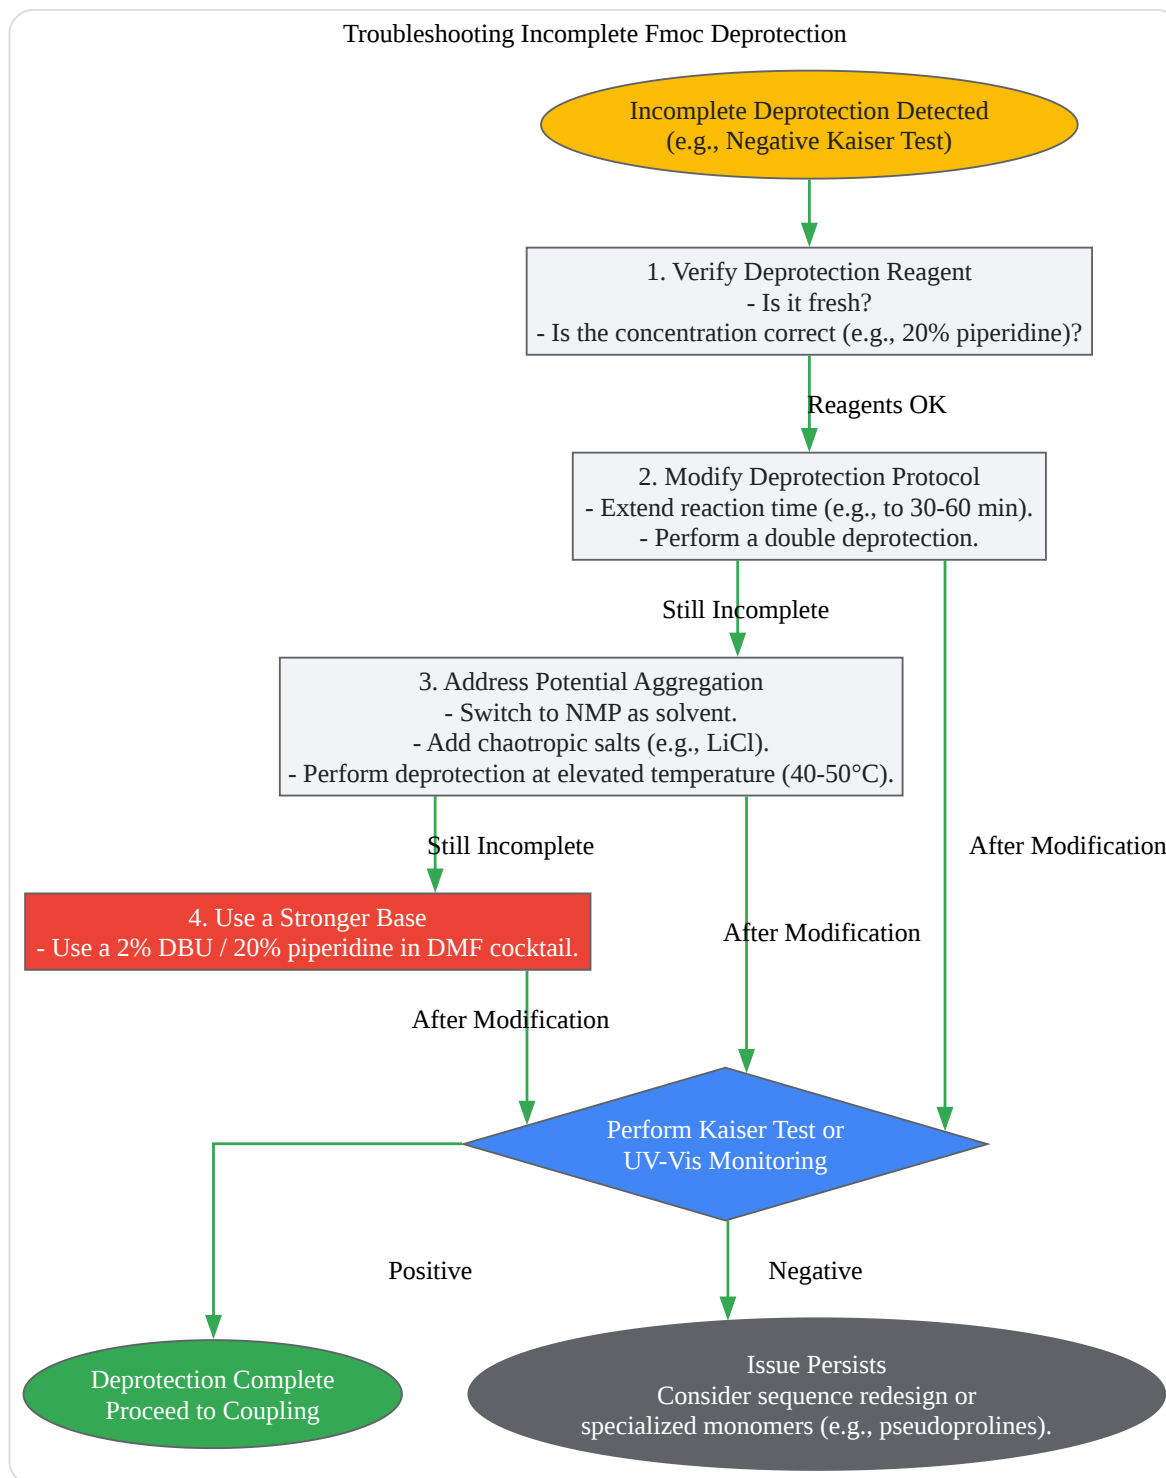 Troubleshooting Incomplete Fmoc Deprotection
Incomplete Deprotection Detected
(e.g., Negative Kaiser Test)
1. Verify Deprotection Reagent
- Is it fresh?
- Is the concentration correct (e.g., 20% piperidine)?
Reagents OK
2. Modify Deprotection Protocol
- Extend reaction time (e.g., to 30-60 min).
- Perform a double deprotection.
Still Incomplete
3. Address Potential Aggregation
- Switch to NMP as solvent.
- Add chaotropic salts (e.g., LiCl).
- Perform deprotection at elevated temperature (40-50°C).
Still Incomplete
After Modification
4. Use a Stronger Base
- Use a 2% DBU / 20% piperidine in DMF cocktail.
After Modification
After Modification
Perform Kaiser Test or
UV-Vis Monitoring
Positive
Negative
Deprotection Complete
Proceed to Coupling
Issue Persists
Consider sequence redesign or
specialized monomers (e.g., pseudoprolines).